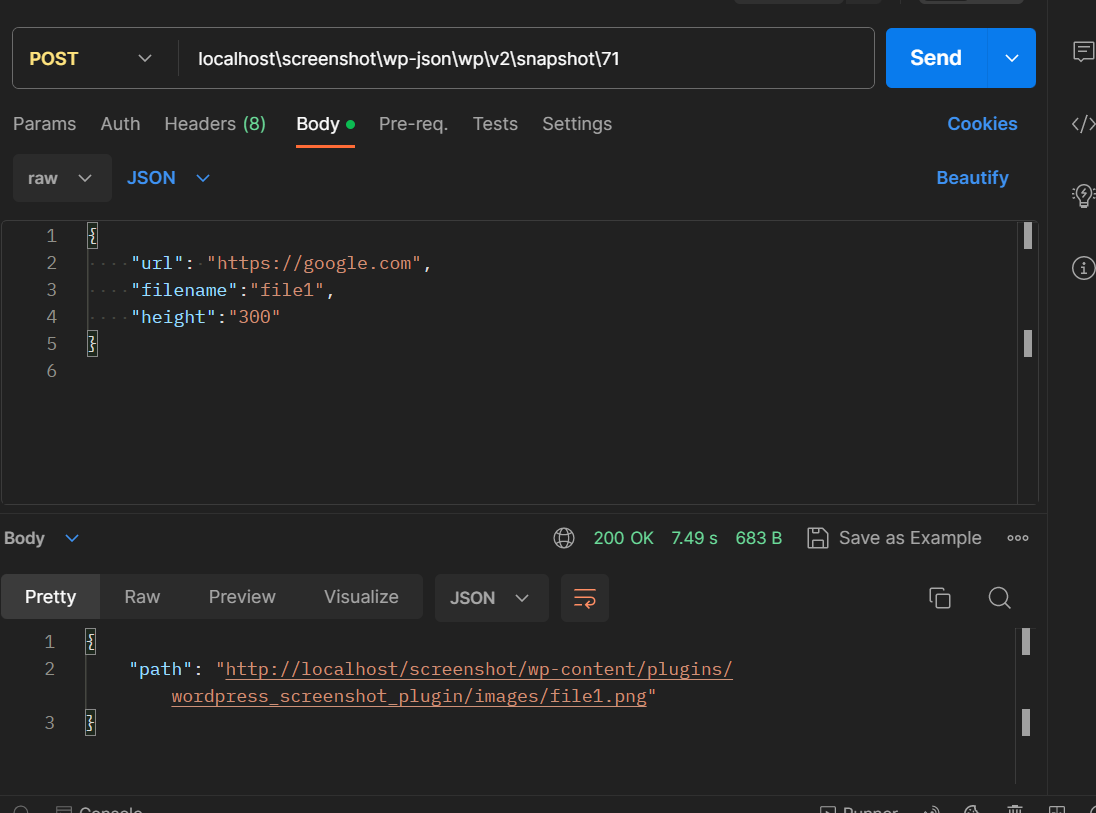 POST
localhost\screenshot\wp-json\wp\v2\snapshot\71
Send
Params Auth Headers (8) Body Pre-req. Tests Settings Cookies
raw JSON Beautify
1 {
2 "url": "https://google.com",
3 "filename":"file1",
4 "height":"300"
5 }
6
Body 200 OK 7.49 s 683 B Save as Example
Pretty Raw Preview Visualize JSON
1 {
2 "path": "http://localhost/screenshot/wp-content/plugins/
wordpress_screenshot_plugin/images/file1.png"
3 }
Console Runner